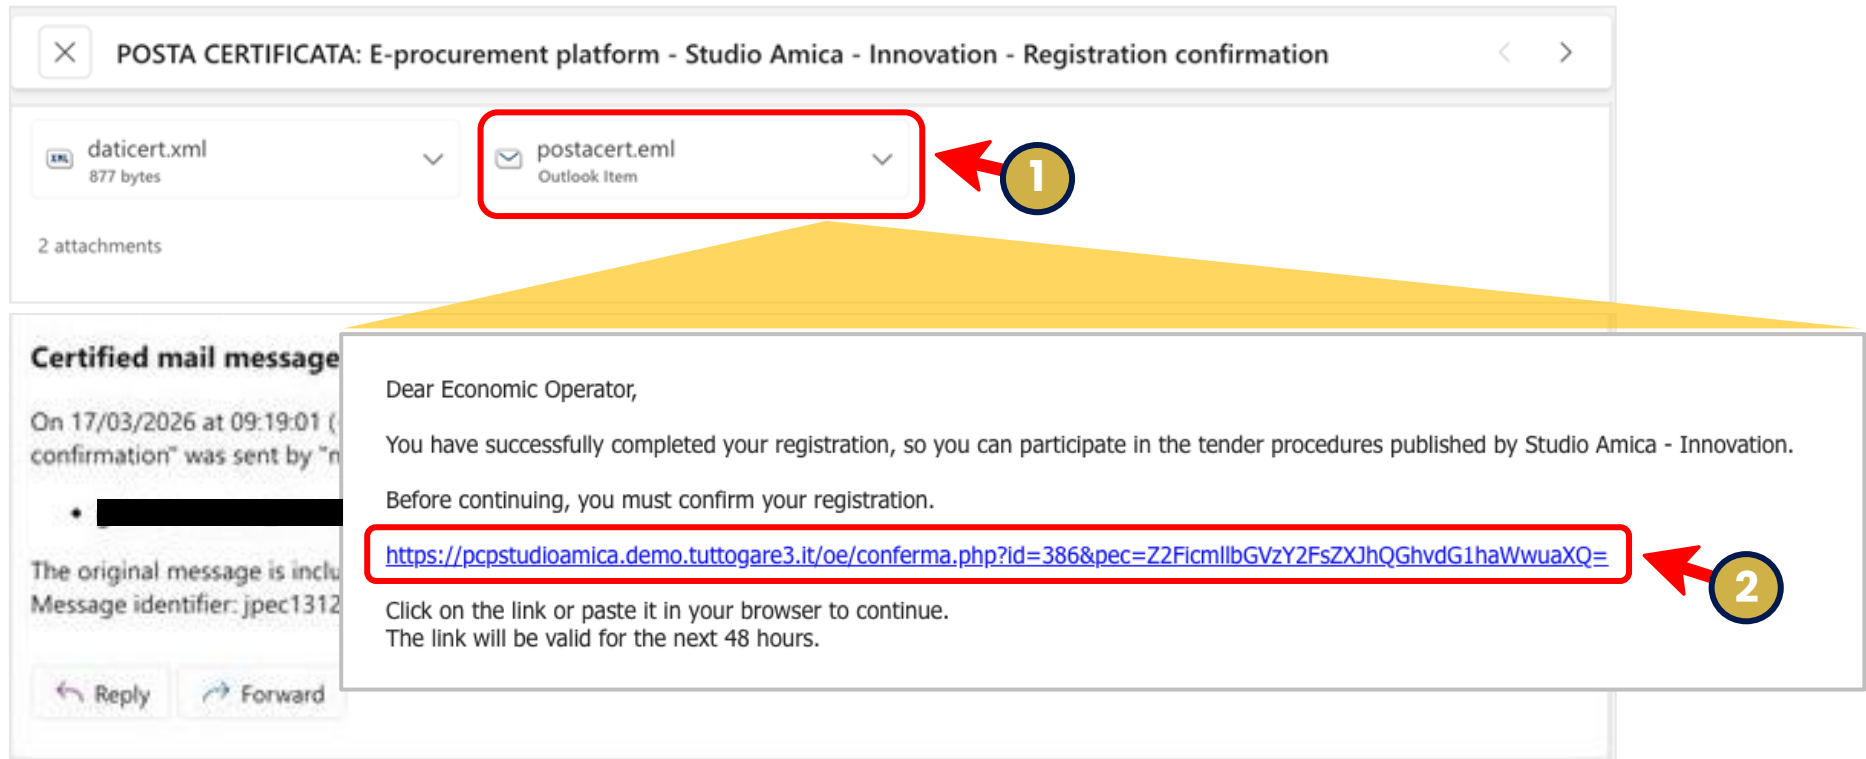 POSTA CERTIFICATA: E-procurement platform - Studio Amica - Innovation - Registration confirmation
XML
daticert.xml
877 bytes
postacert.eml
Outlook Item
1
2 attachments
Certified mail message
On 17/03/2026 at 09:19:01 (
confirmation" was sent by "n
The original message is inclu
Message identifier: jpec1312
Reply
Forward
Dear Economic Operator,
You have successfully completed your registration, so you can participate in the tender procedures published by Studio Amica - Innovation.
Before continuing, you must confirm your registration.
https://pcpstudioamica.demo.tuttogare3.it/oe/conferma.php?id=386&pec=Z2FicmllbGVzY2FsZXJhQGhvdG1haWwuaXQ=
2
Click on the link or paste it in your browser to continue.
The link will be valid for the next 48 hours.